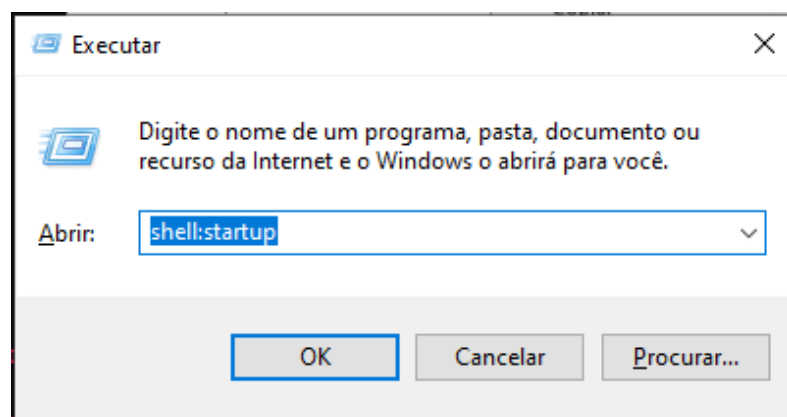 Executar
Digite o nome de um programa, pasta, documento ou
recurso da Internet e o Windows o abrirá para você.
Abrir: shell:startup
OK Cancelar Procurar...